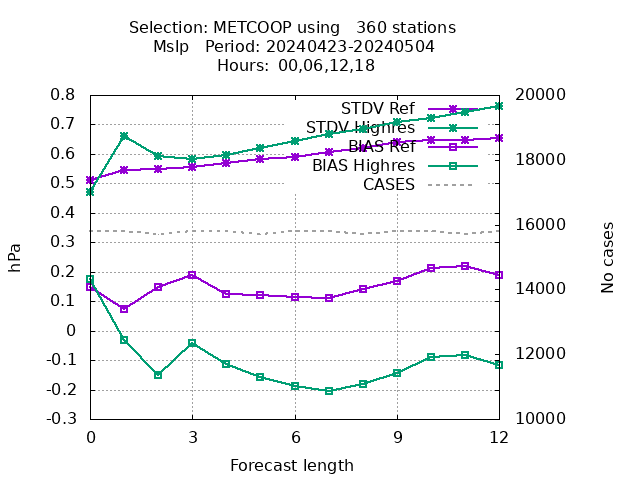 Selection: METCOOP using   360 stations
Mslp   Period: 20240423-20240504
Hours: 00,06,12,18
STDV Ref
STDV Highres
BIAS Ref
BIAS Highres
CASES
0.8
0.7
0.6
0.5
0.4
0.3
0.2
0.1
0
-0.1
-0.2
-0.3
hPa
20000
18000
16000
14000
12000
10000
No cases
0 3 6 9 12
Forecast length